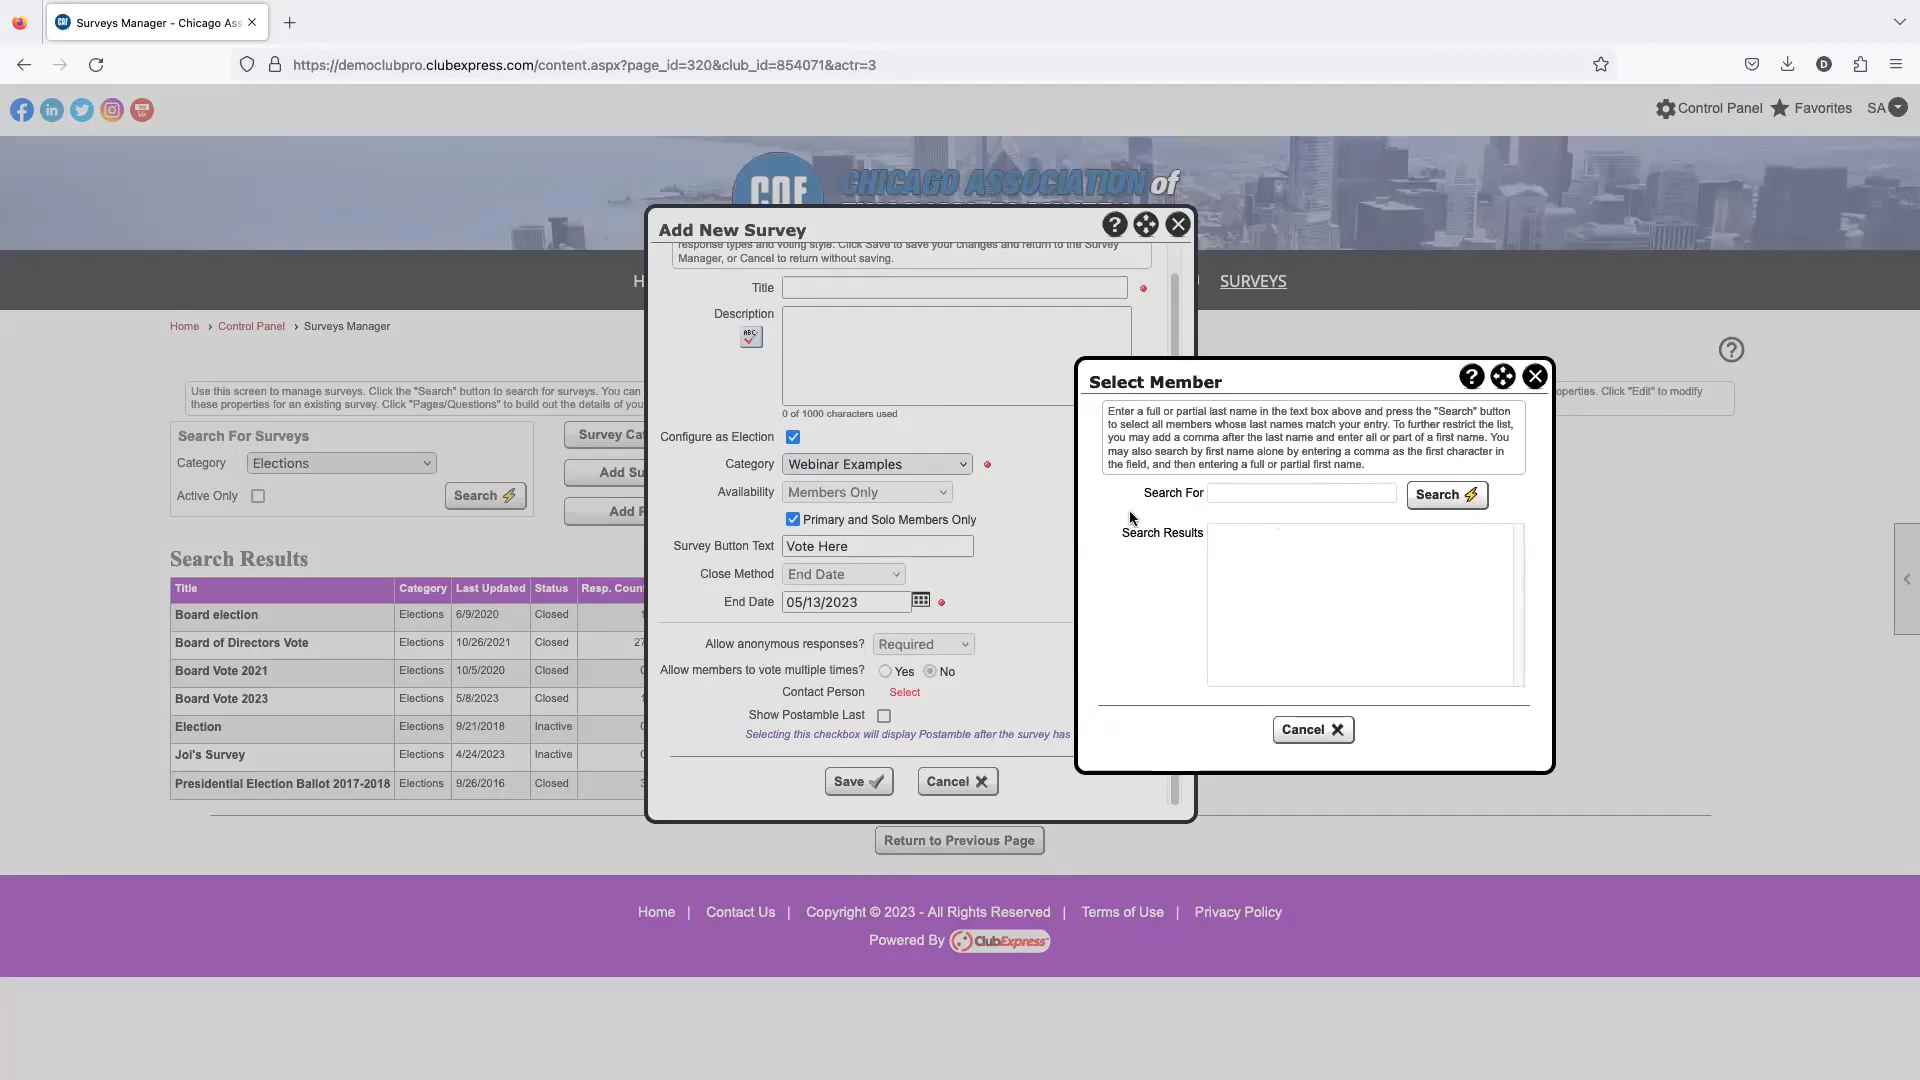 Surveys Manager - Chicago Ass
https://democlubpro.clubexpress.com/content.aspx?page_id=320&club_id=854071&actr=3
Control Panel
Favorites
SA
CHICAGO ASSOCIATION of
SURVEYS
Home › Control Panel › Surveys Manager
Use this screen to manage surveys. Click the "Search" button to search for surveys. You can
properties. Click "Edit" to modify
these properties for an existing survey. Click "Pages/Questions" to build out the details of you
Search For Surveys
Category Elections
Active Only
Search
Survey Ca
Add Su
Search Results
Title Category Last Updated Status Resp. Count
Board election Elections 6/9/2020 Closed
Board of Directors Vote Elections 10/26/2021 Closed 27
Board Vote 2021 Elections 10/5/2020 Closed
Board Vote 2023 Elections 5/8/2023 Closed
Election Elections 9/21/2018 Inactive
Joi's Survey Elections 4/24/2023 Inactive
Presidential Election Ballot 2017-2018 Elections 9/26/2016 Closed
Add New Survey
response types and voting style. Click Save to save your changes and return to the Survey
Manager, or Cancel to return without saving.
Title
Description
ABC
0 of 1000 characters used
Configure as Election
Category Webinar Examples
Availability Members Only
Primary and Solo Members Only
Survey Button Text Vote Here
Close Method End Date
End Date 05/13/2023
Allow anonymous responses? Required
Allow members to vote multiple times? Yes No
Contact Person Select
Show Postamble Last
Selecting this checkbox will display Postamble after the survey has
Save
Cancel
Select Member
Enter a full or partial last name in the text box above and press the "Search" button
to select all members whose last names match your entry. To further restrict the list,
you may add a comma after the last name and enter all or part of a first name. You
may also search by first name alone by entering a comma as the first character in
the field, and then entering a full or partial first name.
Search For
Search
Search Results
Cancel
Return to Previous Page
Home | Contact Us | Copyright © 2023 - All Rights Reserved | Terms of Use | Privacy Policy
Powered By ClubExpress